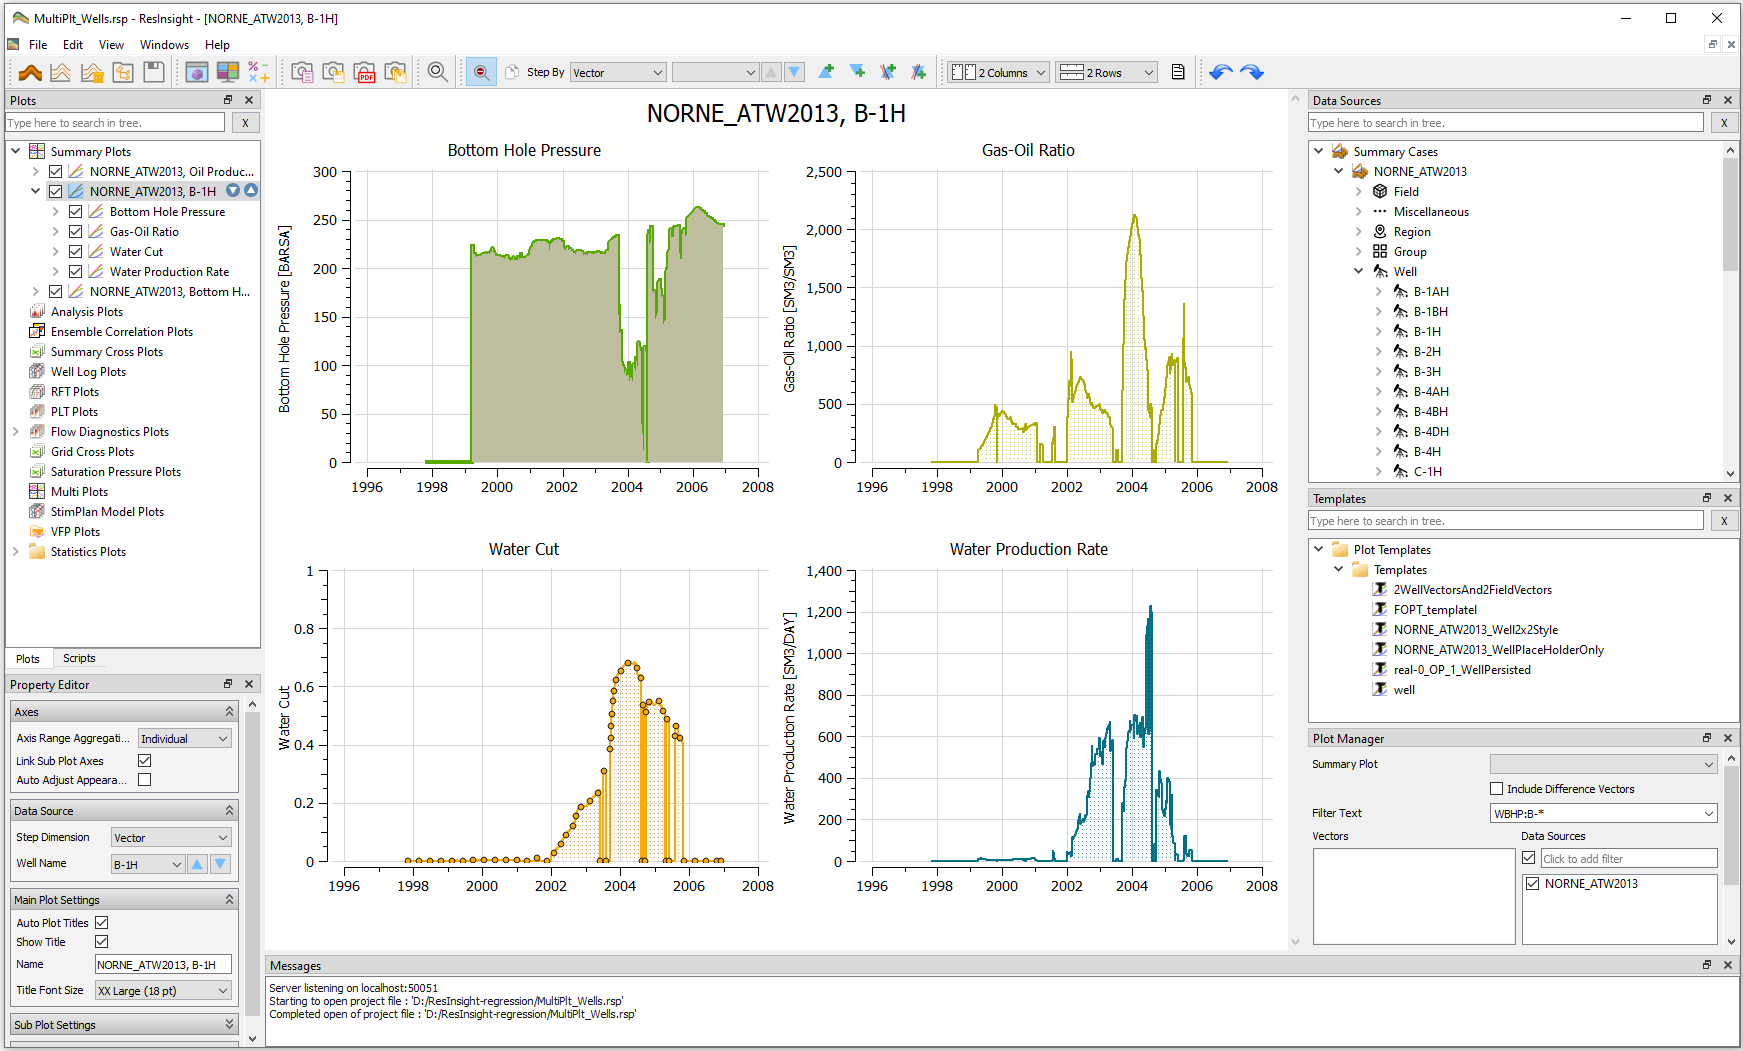 MultiPlt_Wells.rsp - ResInsight - [NORNE_ATW2013, B-1H]
File Edit View Windows Help
PDF
Step By Vector 2 Columns 2 Rows
Plots
Type here to search in tree. X
Summary Plots
NORNE_ATW2013, Oil Produc...
NORNE_ATW2013, B-1H
Bottom Hole Pressure
Gas-Oil Ratio
Water Cut
Water Production Rate
NORNE_ATW2013, Bottom H...
Analysis Plots
Ensemble Correlation Plots
Summary Cross Plots
Well Log Plots
RFT Plots
PLT Plots
Flow Diagnostics Plots
Grid Cross Plots
Saturation Pressure Plots
Multi Plots
StimPlan Model Plots
VFP Plots
Statistics Plots
Plots Scripts
Property Editor
Axes
Axis Range Aggregati... Individual
Link Sub Plot Axes
Auto Adjust Appeara...
Data Source
Step Dimension Vector
Well Name B-1H
Main Plot Settings
Auto Plot Titles
Show Title
Name NORNE_ATW2013, B-1H
Title Font Size XX Large (18 pt)
Sub Plot Settings
NORNE_ATW2013, B-1H
Bottom Hole Pressure
Bottom Hole Pressure [BARSA]
300
250
200
150
100
50
0
1996 1998 2000 2002 2004 2006 2008
Gas-Oil Ratio
Gas-Oil Ratio [SM3/SM3]
2,500
2,000
1,500
1,000
500
0
1996 1998 2000 2002 2004 2006 2008
Water Cut
Water Cut
1
0.8
0.6
0.4
0.2
0
1996 1998 2000 2002 2004 2006 2008
Water Production Rate
Water Production Rate [SM3/DAY]
1,400
1,200
1,000
800
600
400
200
0
1996 1998 2000 2002 2004 2006 2008
Messages
Server listening on localhost:50051
Starting to open project file : 'D:/ResInsight-regression/MultiPlt_Wells.rsp'
Completed open of project file : 'D:/ResInsight-regression/MultiPlt_Wells.rsp'
Data Sources
Type here to search in tree. X
Summary Cases
NORNE_ATW2013
Field
Miscellaneous
Region
Group
Well
B-1AH
B-1BH
B-1H
B-2H
B-3H
B-4AH
B-4BH
B-4DH
B-4H
C-1H
Templates
Type here to search in tree. X
Plot Templates
Templates
2WellVectorsAnd2FieldVectors
FOPT_templateI
NORNE_ATW2013_Well2x2Style
NORNE_ATW2013_WellPlaceHolderOnly
real-0_OP_1_WellPersisted
well
Plot Manager
Summary Plot
Include Difference Vectors
Filter Text WBHP:B-*
Vectors Data Sources
Click to add filter
NORNE_ATW2013